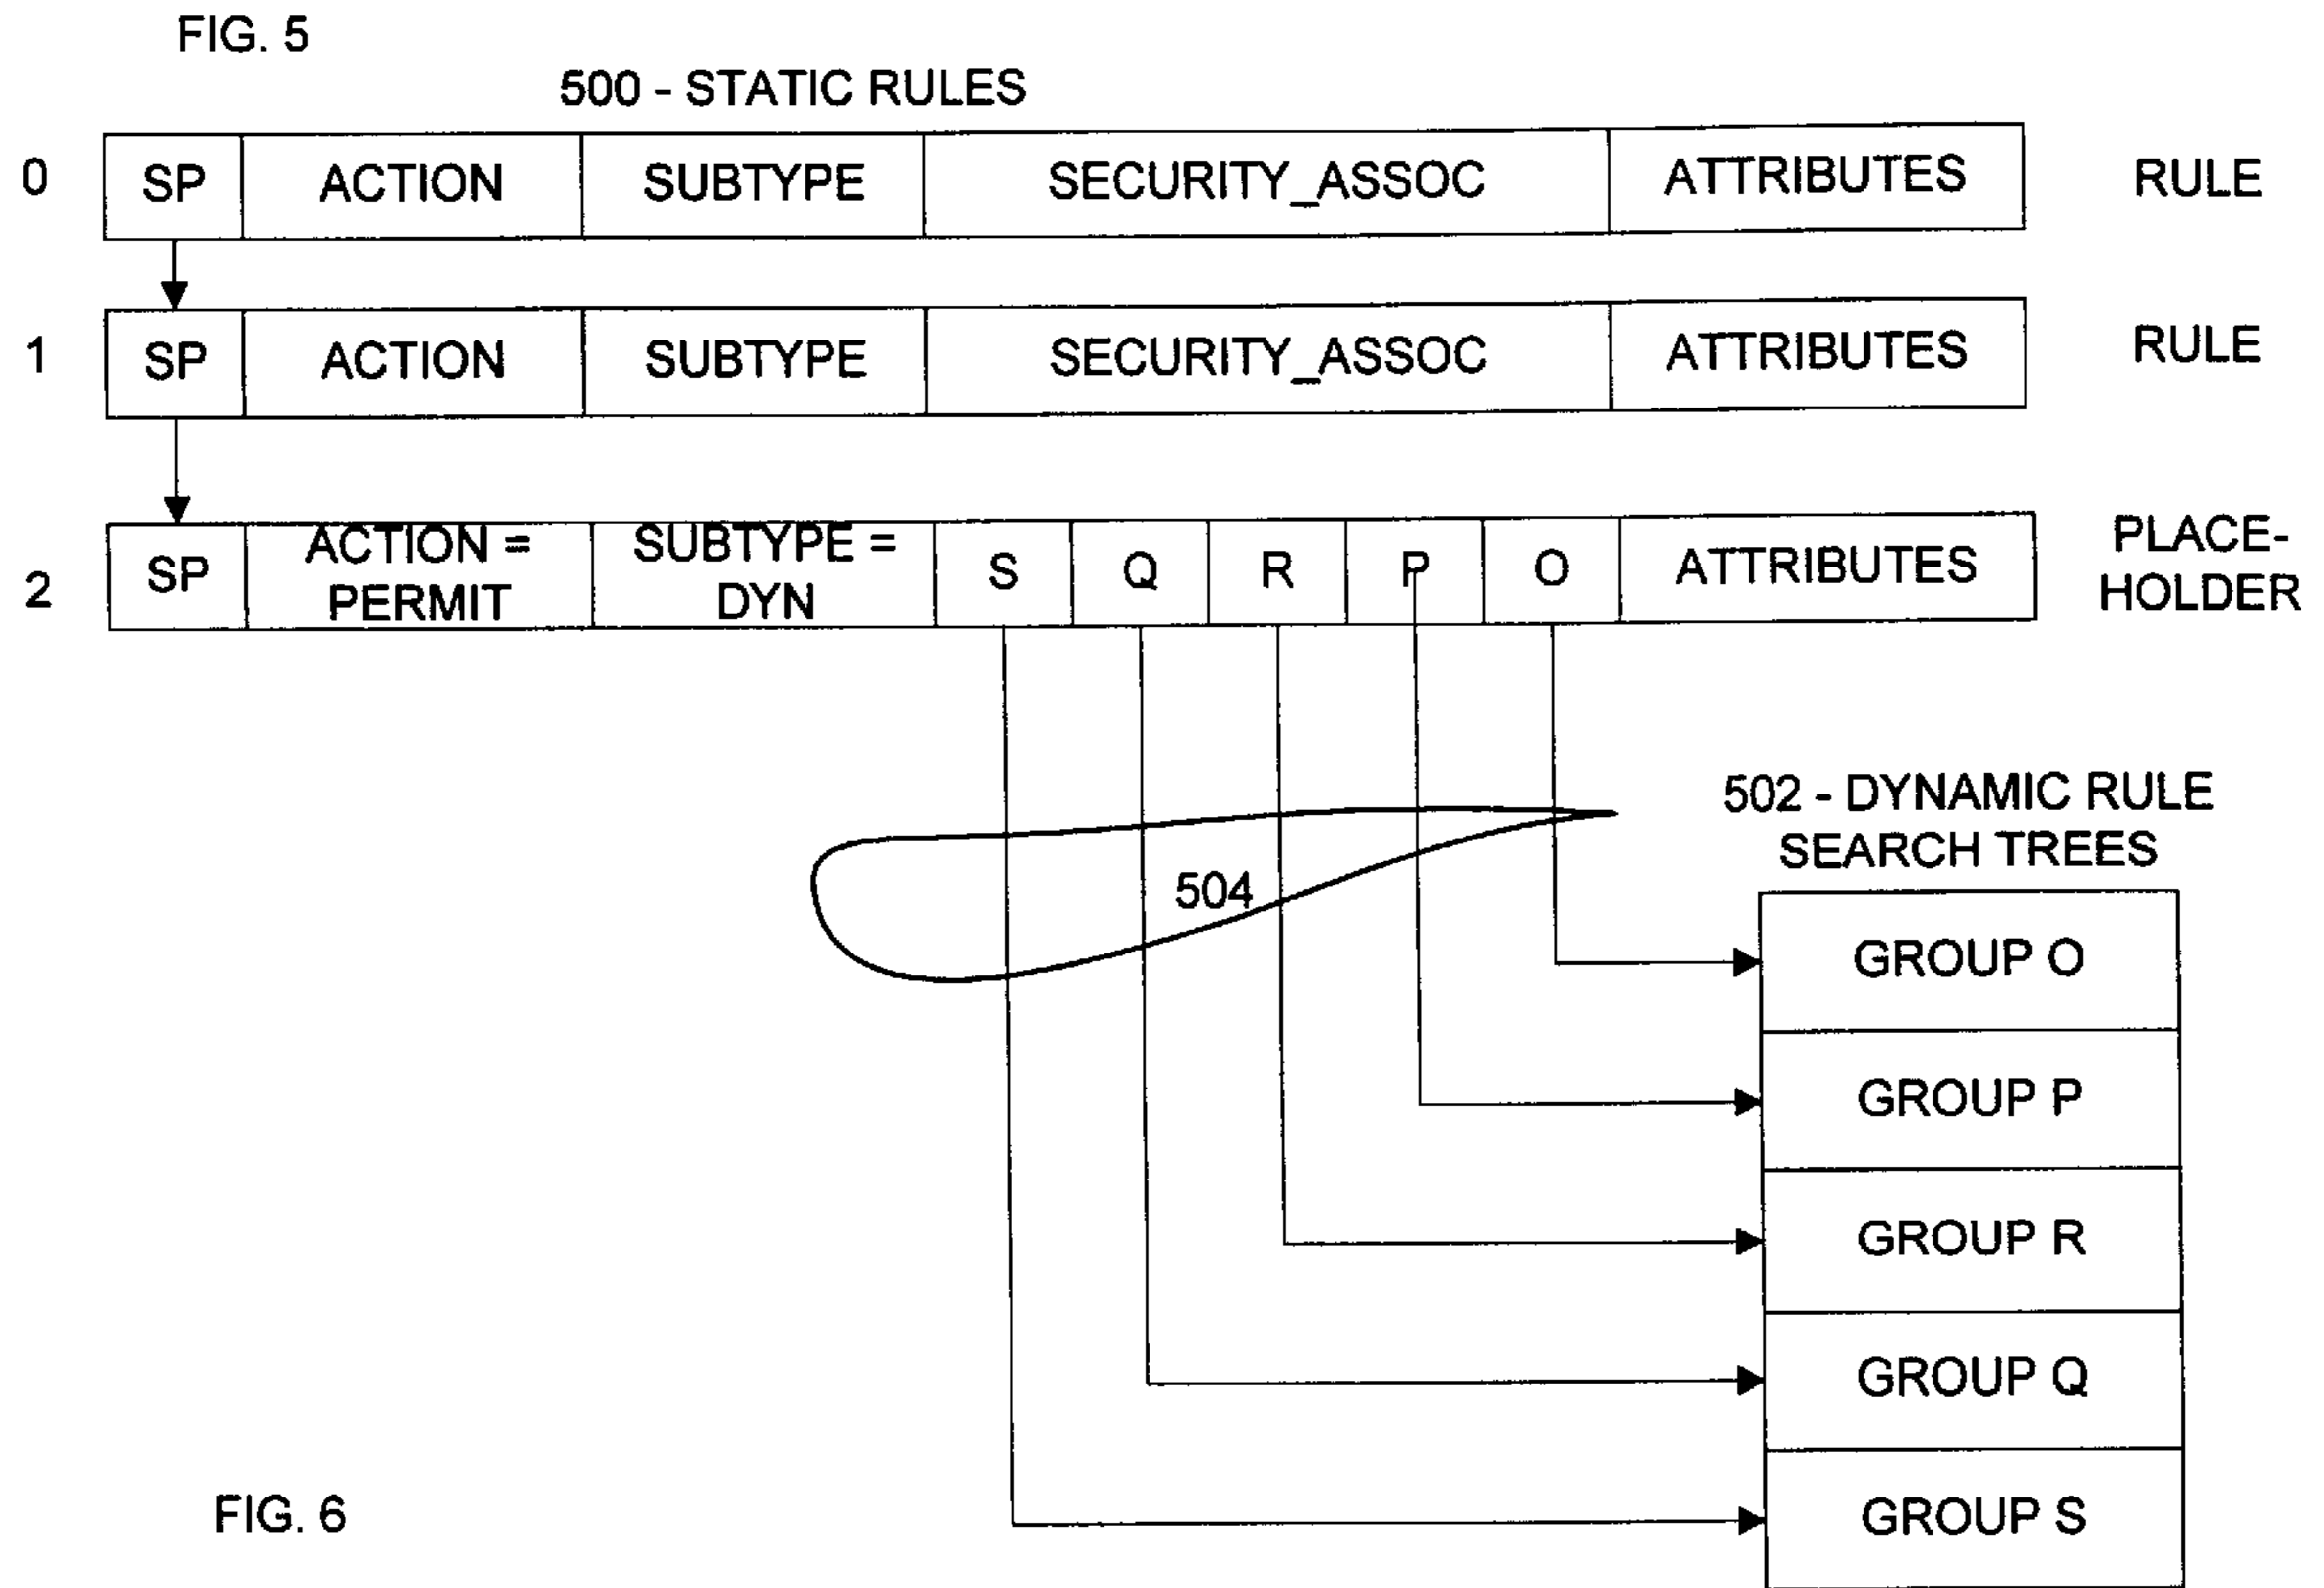 FIG. 5
500 - STATIC RULES
0 SP ACTION SUBTYPE SECURITY_ASSOC ATTRIBUTES RULE
1 SP ACTION SUBTYPE SECURITY_ASSOC ATTRIBUTES RULE
2 SP ACTION = PERMIT SUBTYPE = DYN S Q R P O ATTRIBUTES PLACE-HOLDER
502 - DYNAMIC RULE
SEARCH TREES
504
GROUP O
GROUP P
GROUP R
GROUP Q
GROUP S
FIG. 6